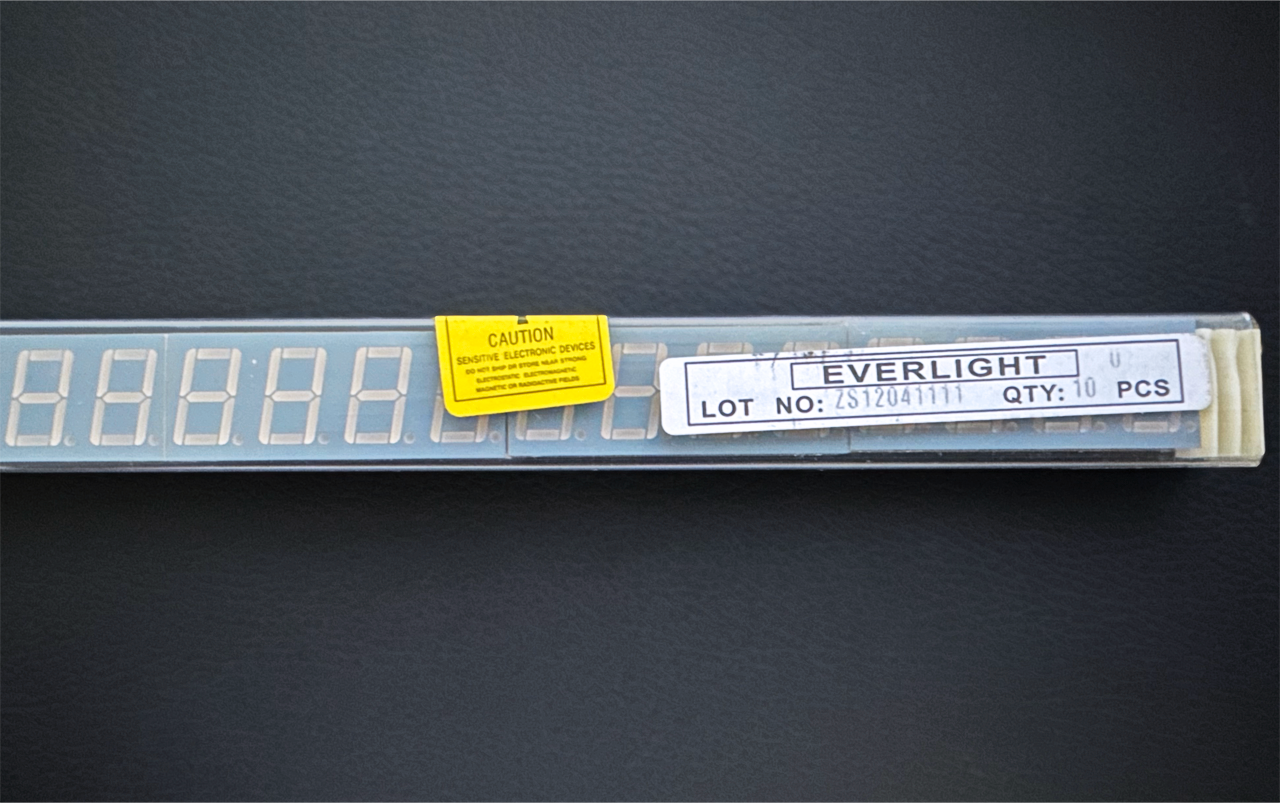 CAUTION
SENSITIVE ELECTRONIC DEVICES
DO NOT SHIP OR STORE NEAR STRONG
ELECTROSTATIC ELECTROMAGNETIC
MAGNETIC OR RADIOACTIVE FIELDS
EVERLIGHT
LOT NO: ZS12041111 QTY: 10 PCS